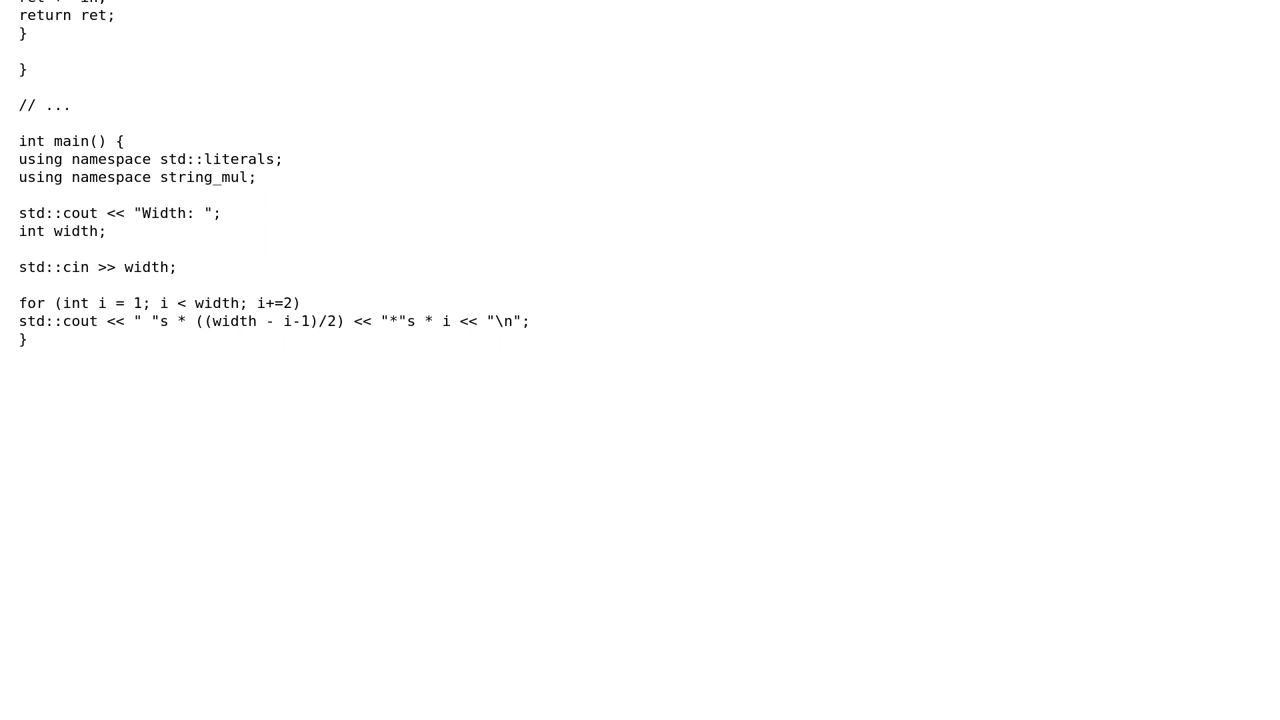 return ret;
}
}
// ...
int main() {
using namespace std::literals;
using namespace string_mul;
std::cout << "Width: ";
int width;
std::cin >> width;
for (int i = 1; i < width; i+=2)
std::cout << " "s * ((width - i-1)/2) << "*"s * i << "\n";
}